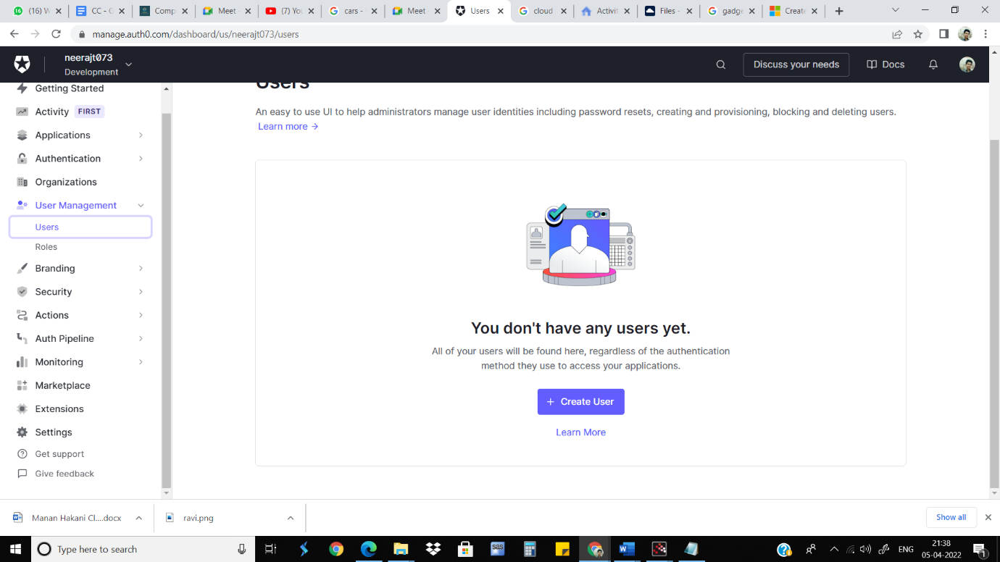 (16) W
CC - G
Comp
Meet -
(7) You
cars -
Meet -
Users
cloud
Activit
Files -
gadge
Create
manage.auth0.com/dashboard/us/neerajt073/users
neerajt073
Development
Discuss your needs
Docs
Getting Started
Activity FIRST
Applications
Authentication
Organizations
User Management
Users
Roles
Branding
Security
Actions
Auth Pipeline
Monitoring
Marketplace
Extensions
Settings
Get support
Give feedback
Users
An easy to use UI to help administrators manage user identities including password resets, creating and provisioning, blocking and deleting users.
Learn more →
You don't have any users yet.
All of your users will be found here, regardless of the authentication
method they use to access your applications.
+ Create User
Learn More
Manan Hakani Cl....docx
ravi.png
Show all
Type here to search
sas
ENG
21:38
05-04-2022
1